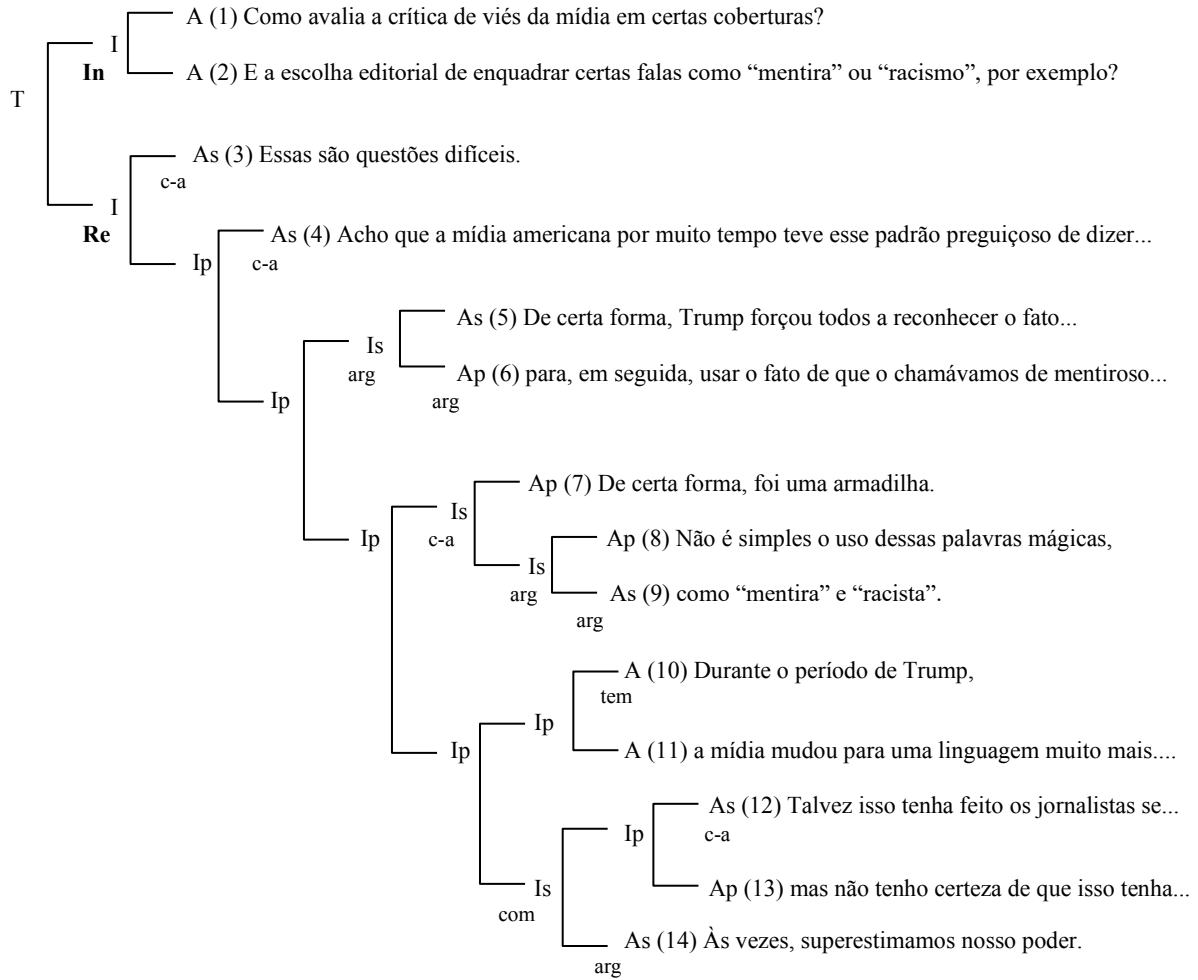 A (1) Como avalia a crítica de viés da mídia em certas coberturas?
I
In
A (2) E a escolha editorial de enquadrar certas falas como “mentira” ou “racismo”, por exemplo?
T
As (3) Essas são questões difíceis.
c-a
I
Re
As (4) Acho que a mídia americana por muito tempo teve esse padrão preguiçoso de dizer...
Ip
c-a
As (5) De certa forma, Trump forçou todos a reconhecer o fato...
Is
arg
Ap (6) para, em seguida, usar o fato de que o chamávamos de mentiroso...
arg
Ip
Ap (7) De certa forma, foi uma armadilha.
Is
c-a
Ip
Ap (8) Não é simples o uso dessas palavras mágicas,
Is
arg
As (9) como “mentira” e “racista”.
arg
A (10) Durante o período de Trump,
tem
Ip
Ip
A (11) a mídia mudou para uma linguagem muito mais....
As (12) Talvez isso tenha feito os jornalistas se...
Ip
c-a
Is
com
Ap (13) mas não tenho certeza de que isso tenha...
As (14) Às vezes, superestimamos nosso poder.
arg